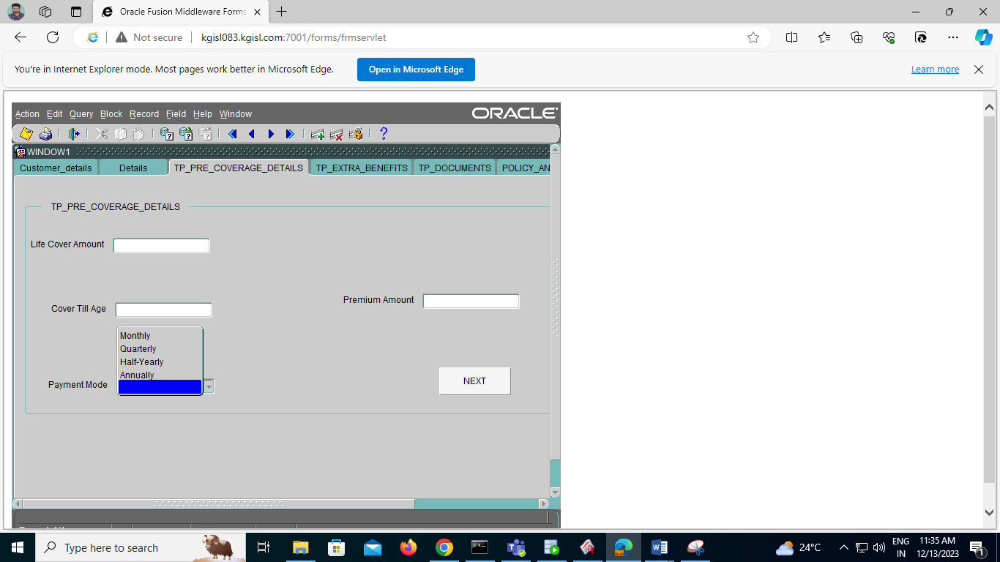 Oracle Fusion Middleware Forms
Not secure
kgisl083.kgisl.com:7001/forms/frmservlet
You're in Internet Explorer mode. Most pages work better in Microsoft Edge.
Open in Microsoft Edge
Learn more
Action Edit Query Block Record Field Help Window
ORACLE
WINDOW1
Customer_details Details TP_PRE_COVERAGE_DETAILS TP_EXTRA_BENEFITS TP_DOCUMENTS POLICY_AN
TP_PRE_COVERAGE_DETAILS
Life Cover Amount
Premium Amount
Cover Till Age
Monthly
Quarterly
Half-Yearly
Annually
Payment Mode
NEXT
Type here to search
24°C
ENG
IN
11:35 AM
12/13/2023
1